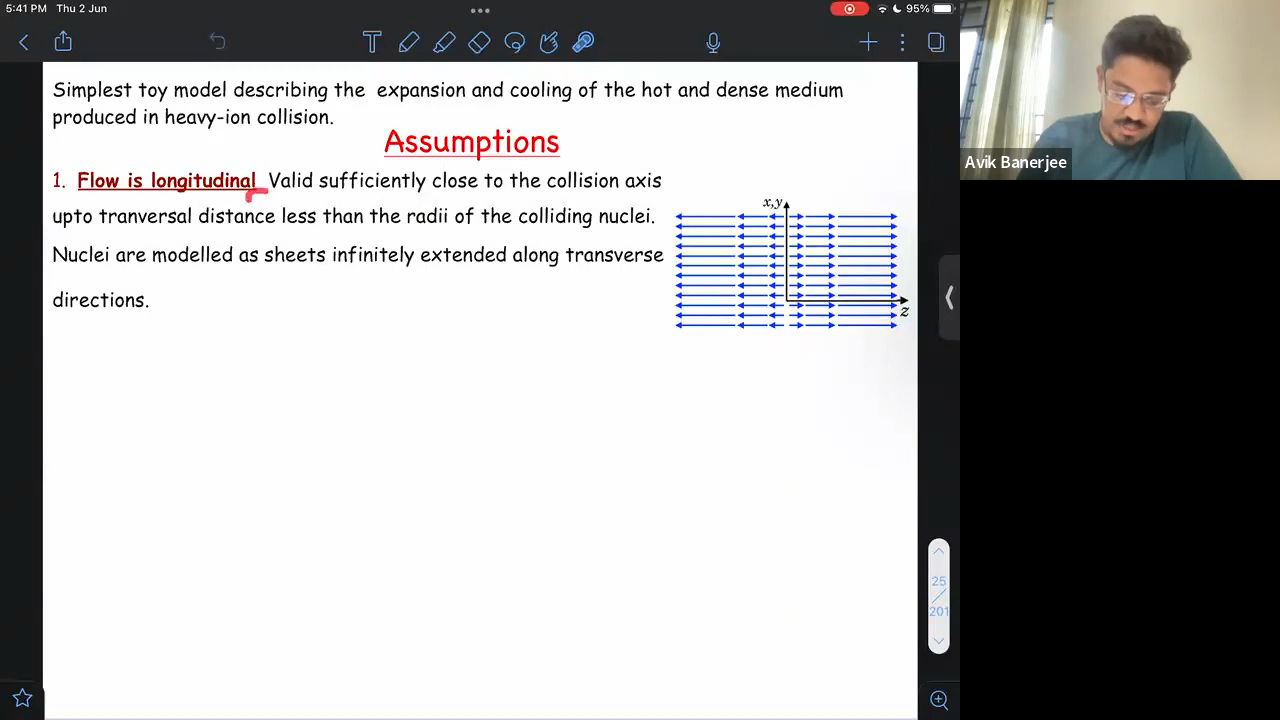 5:41 PM Thu 2 Jun
95%
Simplest toy model describing the expansion and cooling of the hot and dense medium
produced in heavy-ion collision.
Assumptions
1. Flow is longitudinal Valid sufficiently close to the collision axis
upto tranversal distance less than the radii of the colliding nuclei.
Nuclei are modelled as sheets infinitely extended along transverse
directions.
x,y
z
25
201
Avik Banerjee